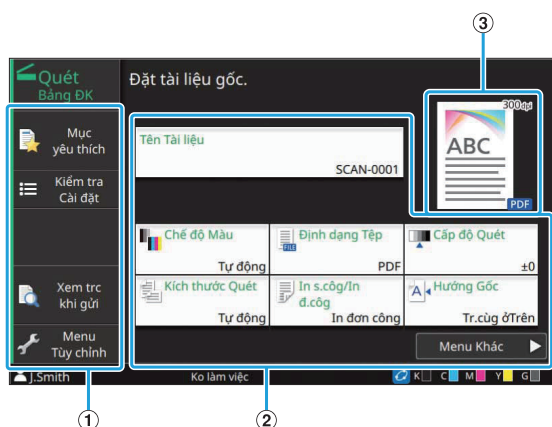 ③
Quét
Bảng ĐK
Đặt tài liệu gốc.
300dpi
ABC
PDF
Mục
yêu thích
Kiểm tra
Cài đặt
Xem trc
khi gửi
Menu
Tùy chỉnh
Tên Tài liệu
SCAN-0001
Chế độ Màu
Tự động
Định dạng Tệp
FILE
PDF
Cấp độ Quét
±0
Kích thước Quét
Tự động
In s.côg/In
đ.côg
In đơn công
A
Hướng Gốc
Tr.cùg ởTrên
Menu Khác
J.Smith
Ko làm việc
K C M Y G
① ②